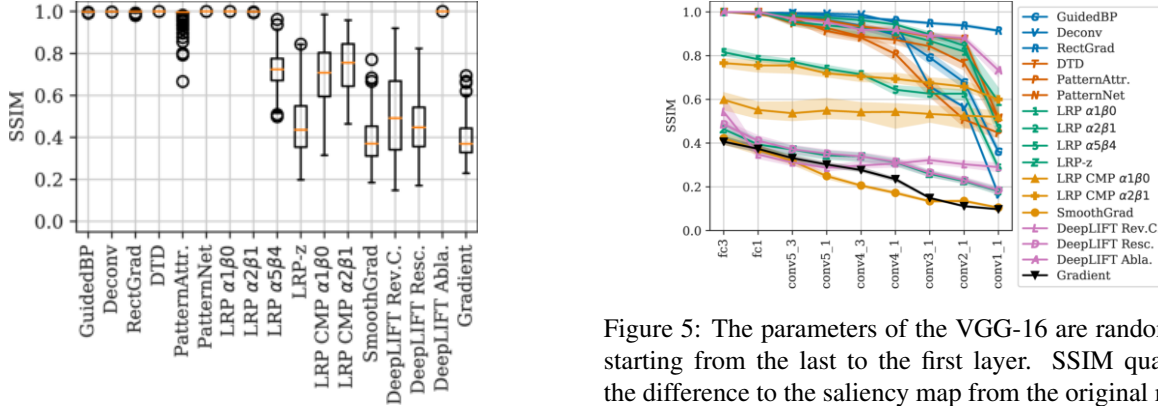 SSIM
1.0
0.8
0.6
0.4
0.2
0.0
GuidedBP
Deconv
RectGrad
DTD
PatternAttr.
PatternNet
LRP α1β0
LRP α2β1
LRP α5β4
LRP-z
LRP CMP α1β0
LRP CMP α2β1
SmoothGrad
DeepLIFT Rev.C.
DeepLIFT Resc.
DeepLIFT Abla.
Gradient
SSIM
1.0
0.8
0.6
0.4
0.2
0.0
fc3
fc1
conv5_3
conv5_1
conv4_3
conv4_1
conv3_1
conv2_1
conv1_1
GuidedBP
Deconv
RectGrad
DTD
PatternAttr.
PatternNet
LRP α1β0
LRP α2β1
LRP α5β4
LRP-z
LRP CMP α1β0
LRP CMP α2β1
SmoothGrad
DeepLIFT Rev.C
DeepLIFT Resc.
DeepLIFT Abla.
Gradient
Figure 5: The parameters of the VGG-16 are random
starting from the last to the first layer. SSIM qua
the difference to the saliency map from the original